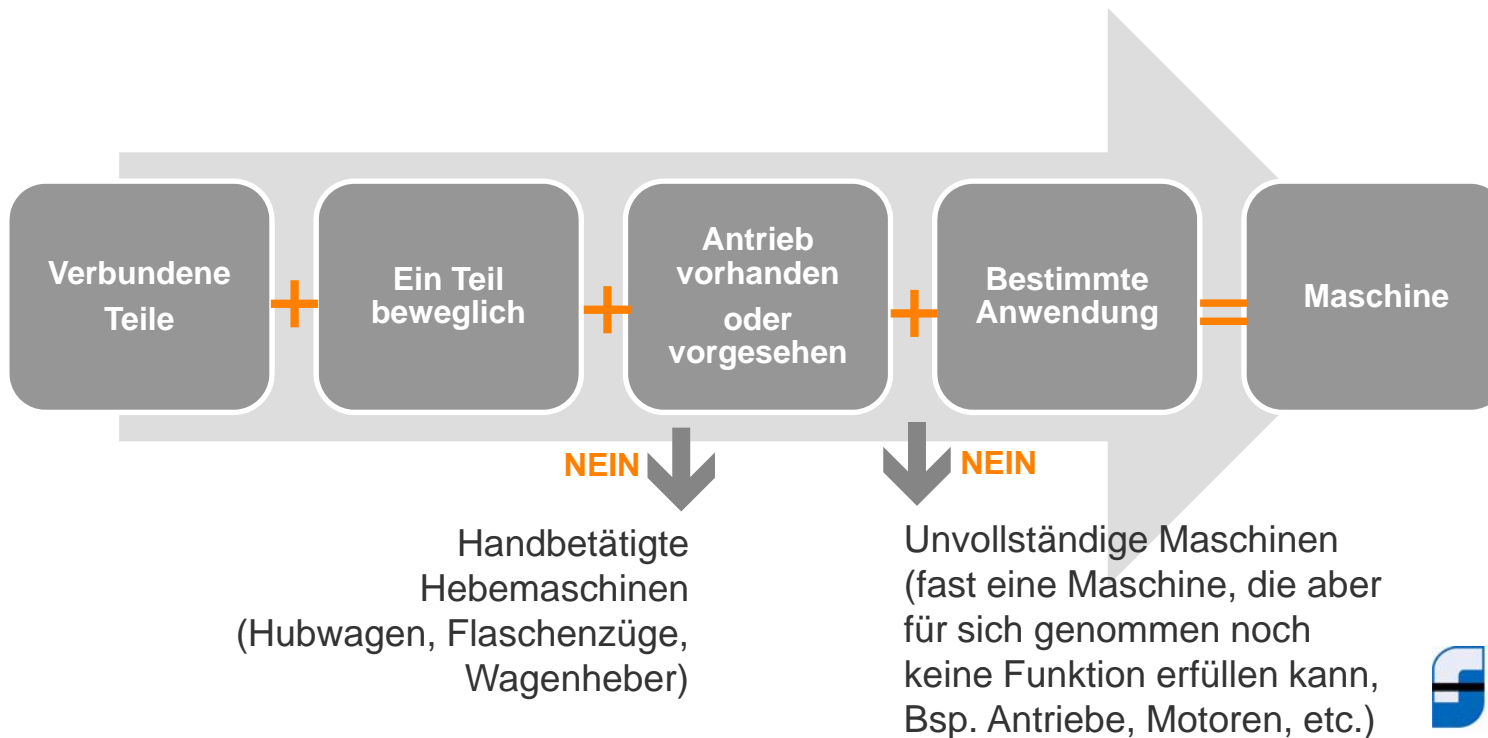 Verbundene
Teile
+
Ein Teil
beweglich
+
Antrieb
vorhanden
oder
vorgesehen
+
Bestimmte
Anwendung
=
Maschine
NEIN
Handbetätigte
Hebemaschinen
(Hubwagen, Flaschenzüge,
Wagenheber)
NEIN
Unvollständige Maschinen
(fast eine Maschine, die aber
für sich genommen noch
keine Funktion erfüllen kann,
Bsp. Antriebe, Motoren, etc.)